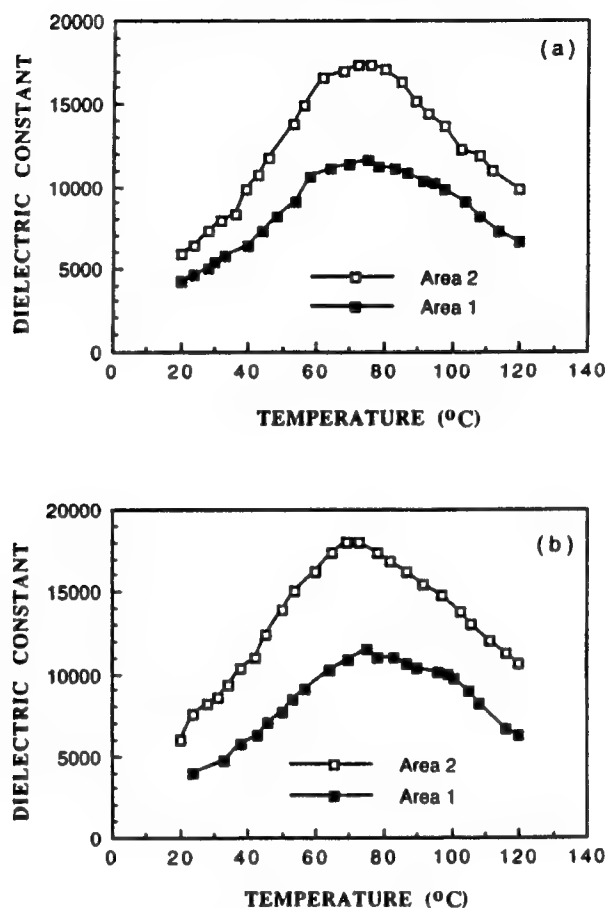 (a)
DIELECTRIC CONSTANT
20000
15000
10000
5000
0
Area 2
Area 1
0 20 40 60 80 100 120 140
TEMPERATURE (ºC)
(b)
DIELECTRIC CONSTANT
20000
15000
10000
5000
0
Area 2
Area 1
0 20 40 60 80 100 120 140
TEMPERATURE (ºC)